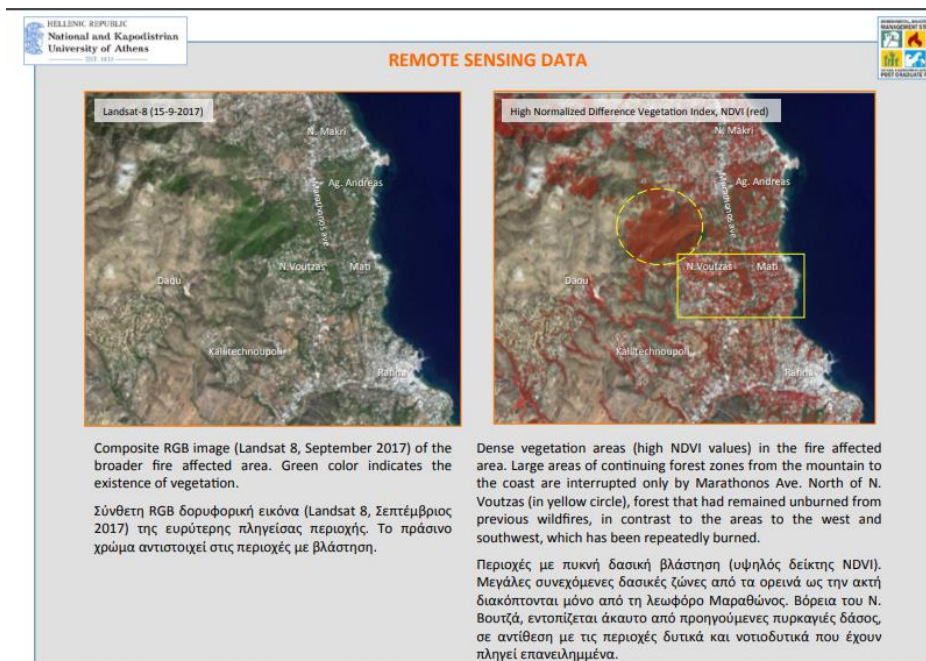 HELLENIC REPUBLIC
National and Kapodistrian
University of Athens
EST. 1837
MANAGEMENT
POST GRADUATE
REMOTE SENSING DATA
Landsat-8 (15-9-2017)
N. Makri
Ag. Andreas
Marathonos ave.
N.Voutzas
Mati
Daou
Kallitechnoupoli
Rafina
High Normalized Difference Vegetation Index, NDVI (red)
N. Makri
Ag. Andreas
Marathonos ave.
N.Voutzas
Mati
Daou
Kallitechnoupoli
Rafina
Composite RGB image (Landsat 8, September 2017) of the
broader fire affected area. Green color indicates the
existence of vegetation.
Σύνθετη RGB δορυφορική εικόνα (Landsat 8, Σεπτέμβριος
2017) της ευρύτερης πληγείσας περιοχής. Το πράσινο
χρώμα αντιστοιχεί στις περιοχές με βλάστηση.
Dense vegetation areas (high NDVI values) in the fire affected
area. Large areas of continuing forest zones from the mountain to
the coast are interrupted only by Marathonos Ave. North of N.
Voutzas (in yellow circle), forest that had remained unburned from
previous wildfires, in contrast to the areas to the west and
southwest, which has been repeatedly burned.
Περιοχές με πυκνή δασική βλάστηση (υψηλός δείκτης NDVI).
Μεγάλες συνεχόμενες δασικές ζώνες από τα ορεινά ως την ακτή
διακόπτονται μόνο από τη λεωφόρο Μαραθώνος. Βόρεια του Ν.
Βουτζά, εντοπίζεται άκαυτο από προηγούμενες πυρκαγιές δάσος,
σε αντίθεση με τις περιοχές δυτικά και νοτιοδυτικά που έχουν
πληγεί επανειλημμένα.